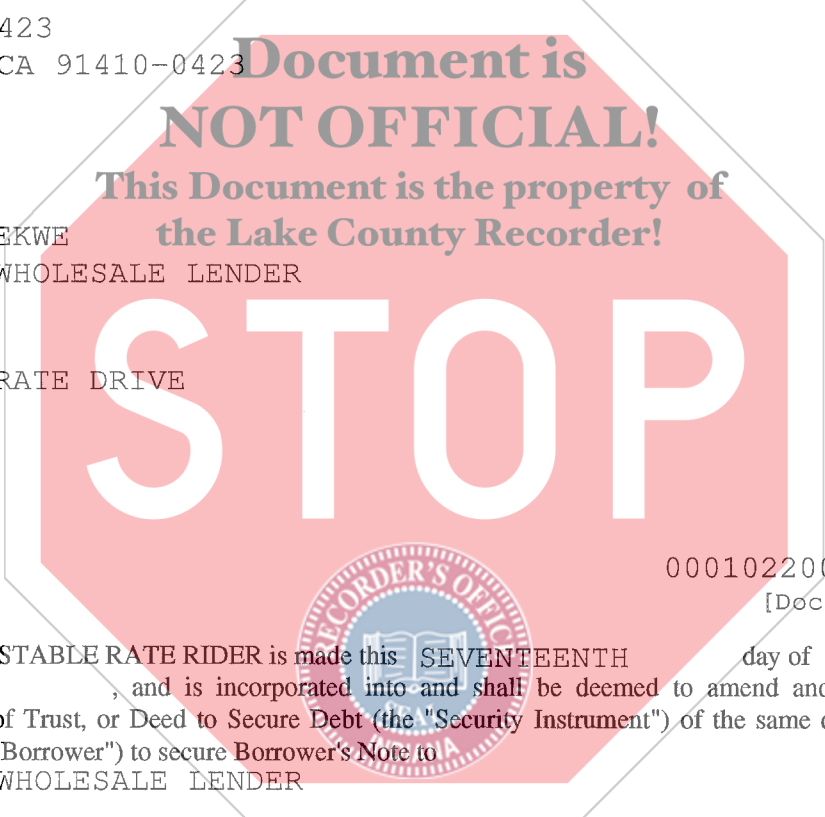 423
CA 91410-0423
Document is
NOT OFFICIAL!
This Document is the property of
the Lake County Recorder!
EKWE
WHOLESALE LENDER
STOP
RATE DRIVE
00010220
[Doc
RECORDER'S OFFICE
SEAL
STABLE RATE RIDER is made this SEVENTEENTH day of
, and is incorporated into and shall be deemed to amend and
of Trust, or Deed to Secure Debt (the "Security Instrument") of the same
Borrower") to secure Borrower's Note to
WHOLESALE LENDER